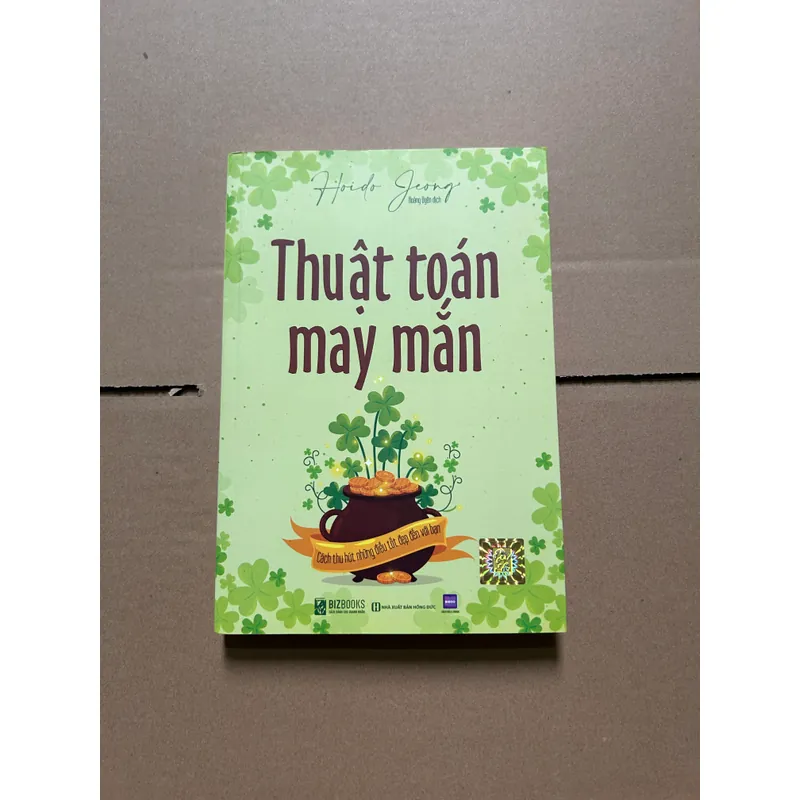 Hoido Jeong
Thuật toán
may mắn
Cách thu hút những điều tốt đẹp đến với bạn
BIZBOOKS
NHÀ XUẤT BẢN HỒNG ĐỨC